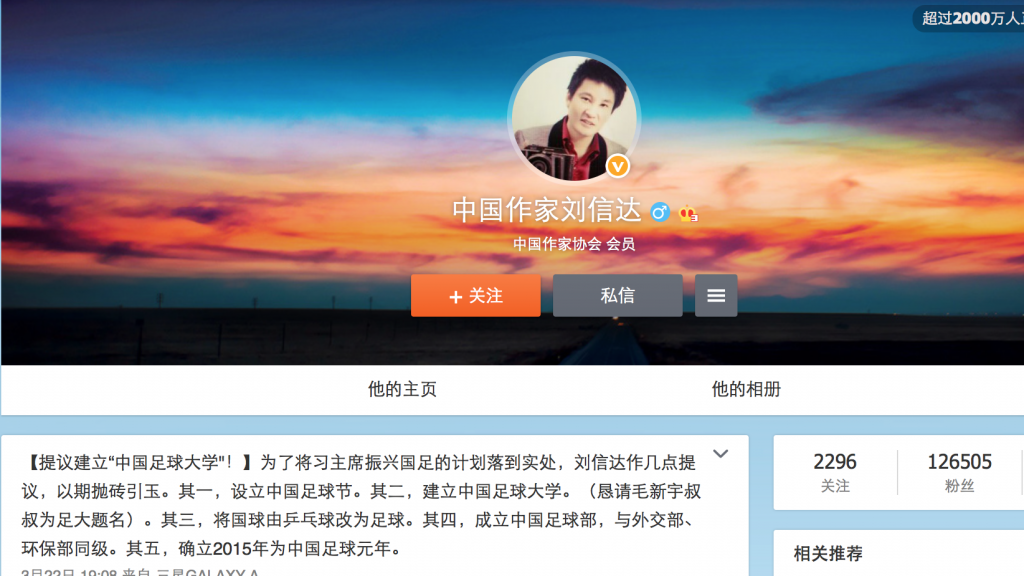 超过2000万人正
中国作家刘信达
中国作家协会 会员
+ 关注
私信
他的主页
他的相册
【提议建立“中国足球大学"！】为了将习主席振兴国足的计划落到实处，刘信达作几点提
议，以期抛砖引玉。其一，设立中国足球节。其二，建立中国足球大学。（恳请毛新宇叔
叔为足大题名）。其三，将国球由乒乓球改为足球。其四，成立中国足球部，与外交部、
环保部同级。其五，确立2015年为中国足球元年。
3月22日 19:08 来自 三星GALAXY A
2296
关注
126505
粉丝
相关推荐